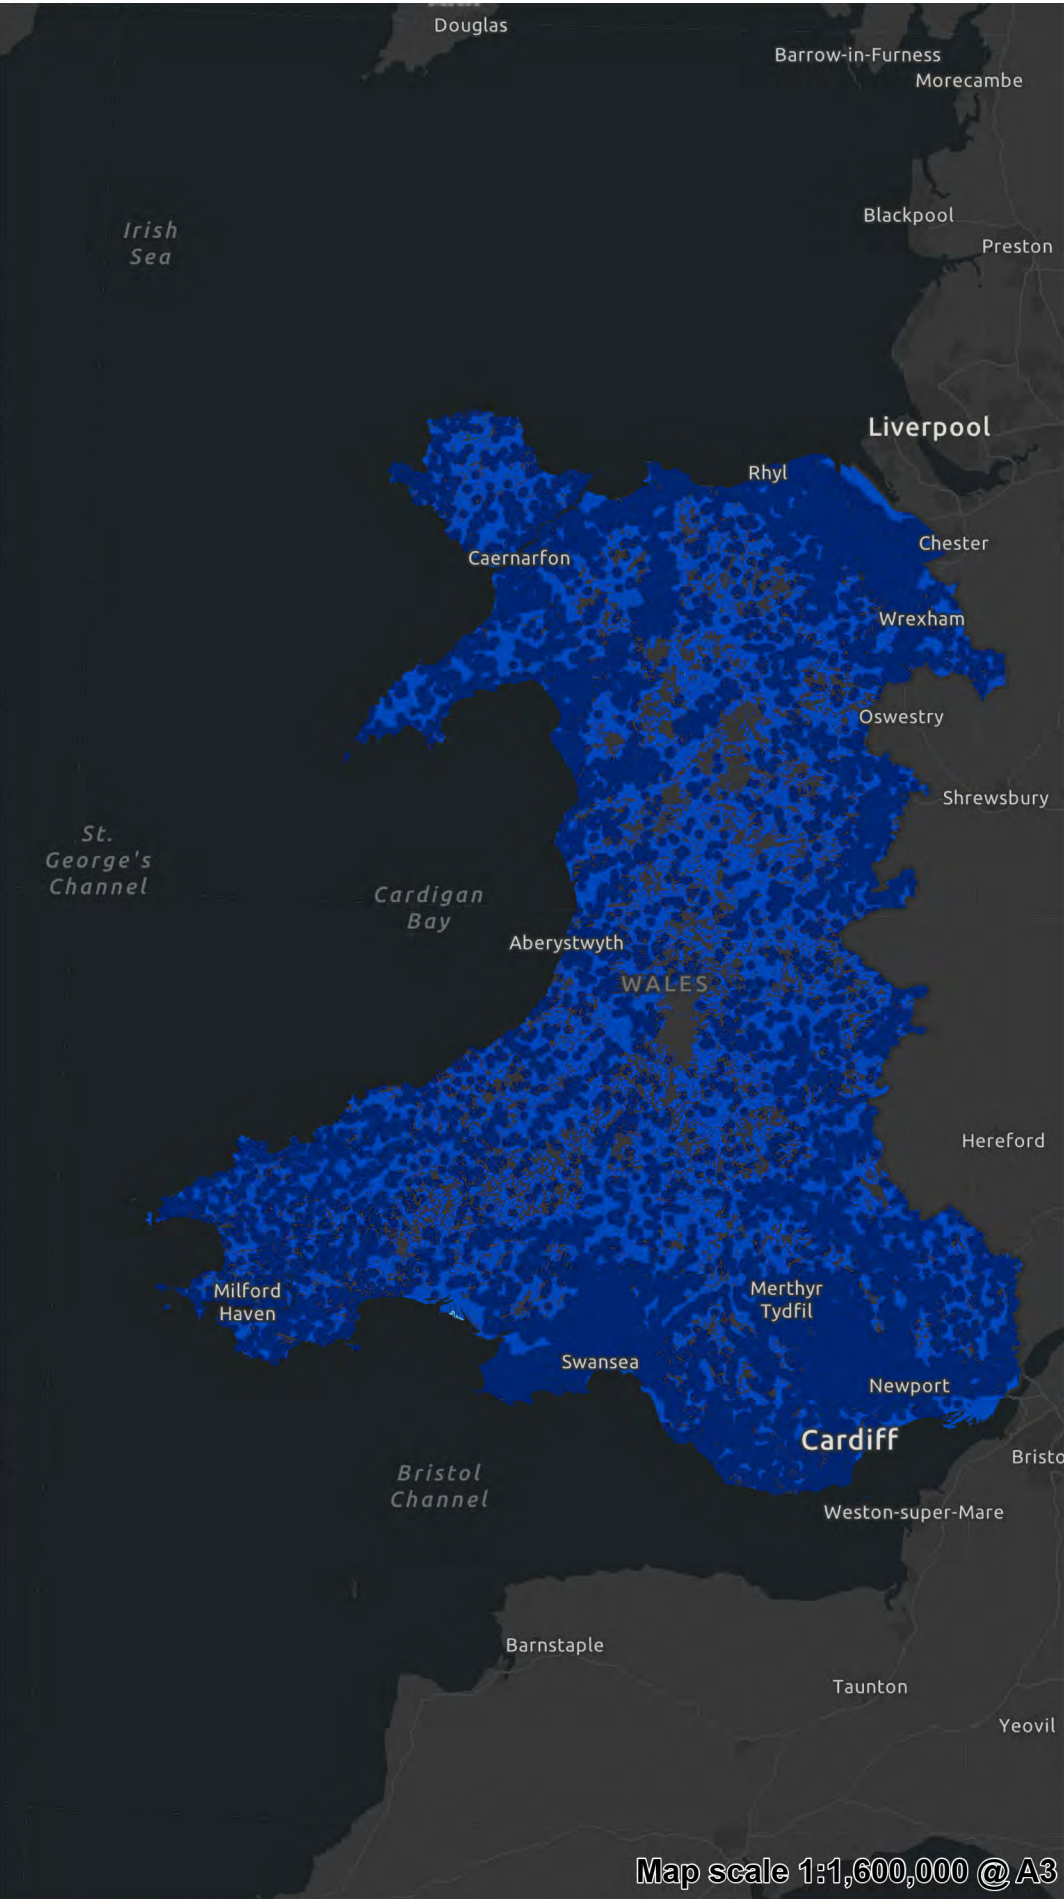 Douglas
Barrow-in-Furness
Morecambe
Blackpool
Irish
Sea
Preston
Liverpool
Rhyl
Chester
Caernarfon
Wrexham
Oswestry
Shrewsbury
St.
George's
Channel
Cardigan
Bay
Aberystwyth
WALES
Hereford
Milford
Haven
Merthyr
Tydfil
Swansea
Newport
Cardiff
Bristo
Bristol
Channel
Weston-super-Mare
Barnstaple
Taunton
Yeovil
Map scale 1:1,600,000 @ A3